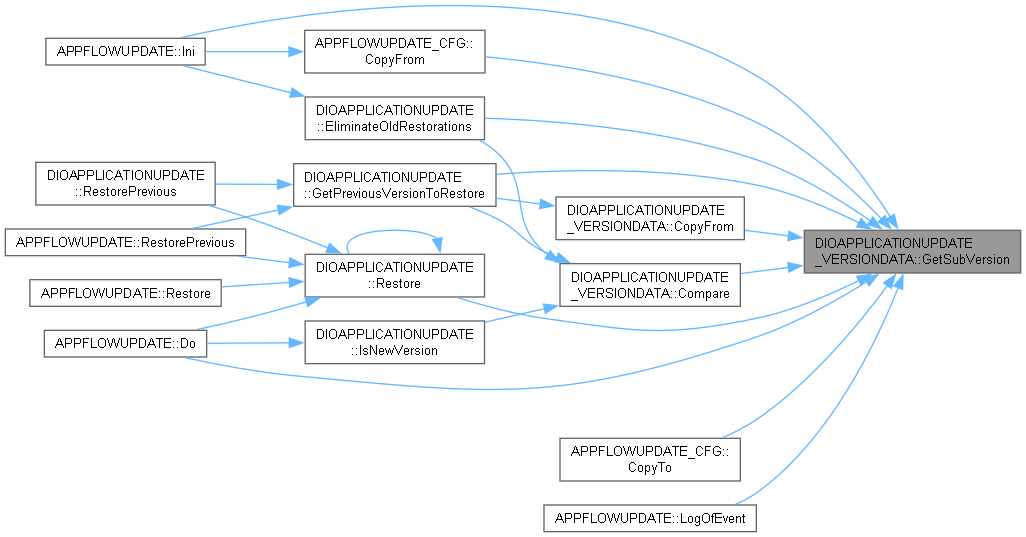 APPFLOWUPDATE::Ini
APPFLOWUPDATE_CFG::
CopyFrom
DIOAPPLICATIONUPDATE
::EliminateOldRestorations
DIOAPPLICATIONUPDATE
::RestorePrevious
DIOAPPLICATIONUPDATE
::GetPreviousVersionToRestore
DIOAPPLICATIONUPDATE
_VERSIONDATA::CopyFrom
APPFLOWUPDATE::RestorePrevious
DIOAPPLICATIONUPDATE
_VERSIONDATA::GetSubVersion
DIOAPPLICATIONUPDATE
::Restore
DIOAPPLICATIONUPDATE
_VERSIONDATA::Compare
APPFLOWUPDATE::Restore
APPFLOWUPDATE::Do
DIOAPPLICATIONUPDATE
::IsNewVersion
APPFLOWUPDATE_CFG::
CopyTo
APPFLOWUPDATE::LogOfEvent